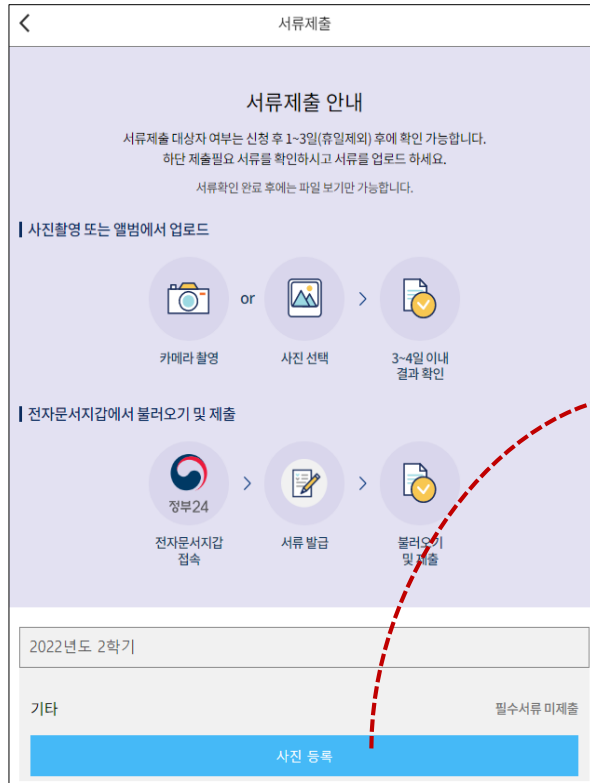 서류제출
서류제출 안내
서류제출 대상자 여부는 신청 후 1~3일(휴일제외) 후에 확인 가능합니다.
하단 제출필요 서류를 확인하시고 서류를 업로드 하세요.
서류확인 완료 후에는 파일 보기만 가능합니다.
사진촬영 또는 앨범에서 업로드
or
카메라 촬영
사진 선택
3~4일 이내
결과 확인
전자문서지갑에서 불러오기 및 제출
정부24
전자문서지갑
접속
서류 발급
불러오기
및 제출
2022년도 2학기
기타
필수서류 미제출
사진 등록